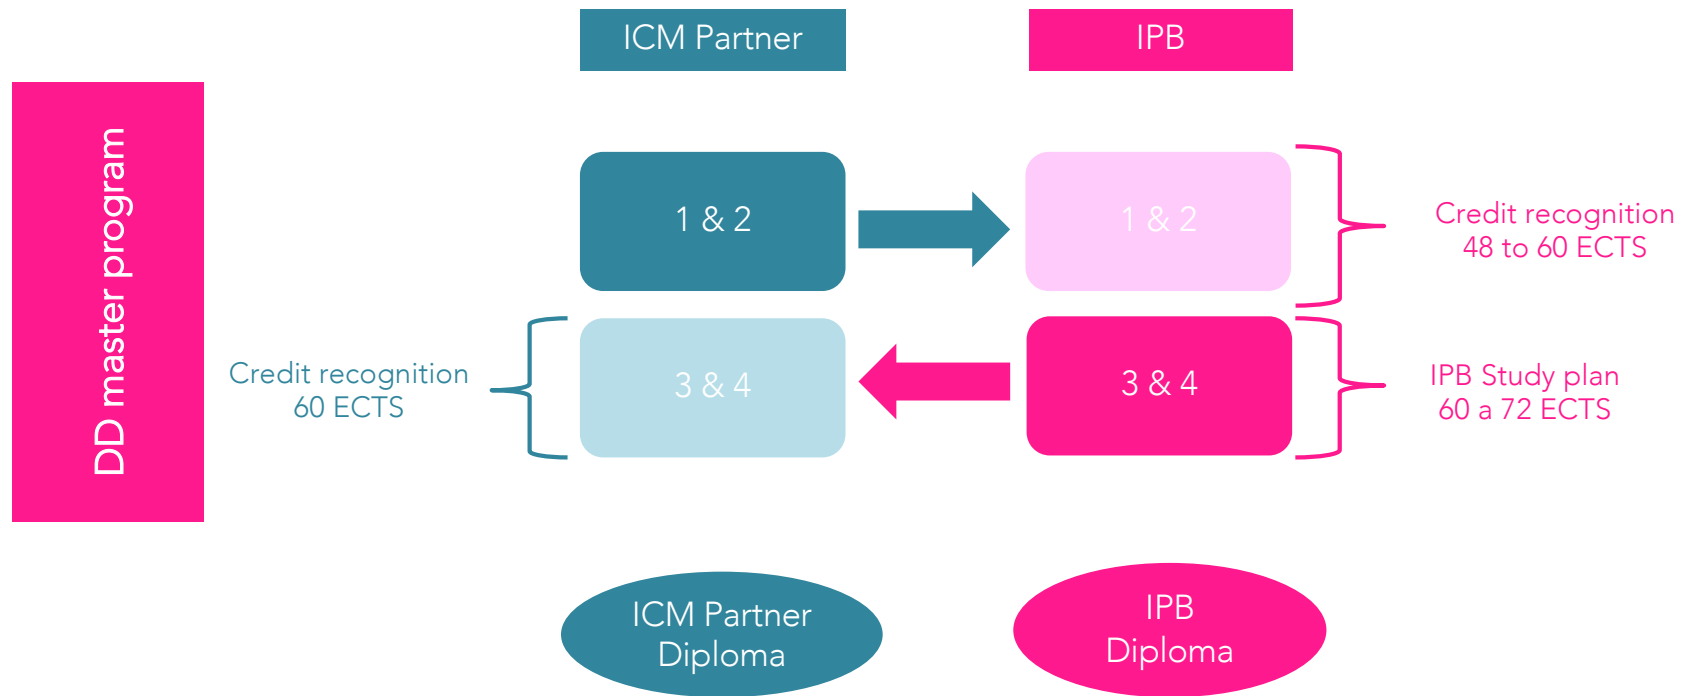 ICM Partner
IPB
DD master program
1 & 2
1 & 2
Credit recognition
48 to 60 ECTS
Credit recognition
60 ECTS
3 & 4
3 & 4
IPB Study plan
60 a 72 ECTS
ICM Partner
Diploma
IPB
Diploma